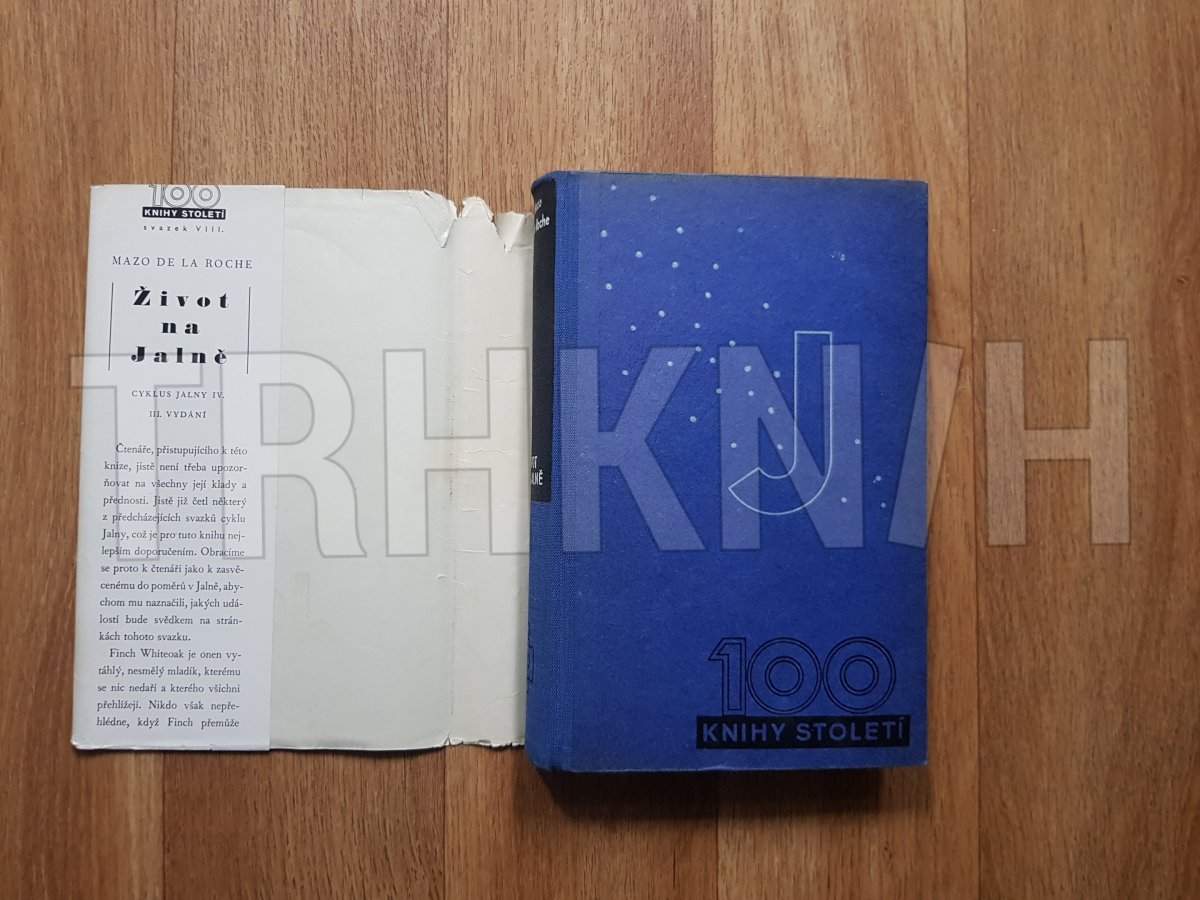 100
KNIHY STOLETÍ
svazek VIII.
MAZO DE LA ROCHE
Život
na
Jalně
CYKLUS JALNY IV.
III. VYDÁNÍ
Čtenáře, přistupujícího k této
knize, jistě není třeba upozor-
ňovat na všechny její klady a
přednosti. Jistě již četl některý
z předcházejících svazků cyklu
Jalny, což je pro tuto knihu nej-
lepším doporučením. Obracíme
se proto k čtenáři jako k zasvě-
cenému do poměrů v Jalně, aby-
chom mu naznačili, jakých udá-
lostí bude svědkem na strán-
kách tohoto svazku.
Finch Whiteoak je onen vy-
táhlý, nesmělý mladík, kterému
se nic nedaří a kterého všichni
přehlížejí. Nikdo však nepře-
hlédne, když Finch přemůže
Roche
J
100
KNIHY STOLETÍ
TRHKNIH